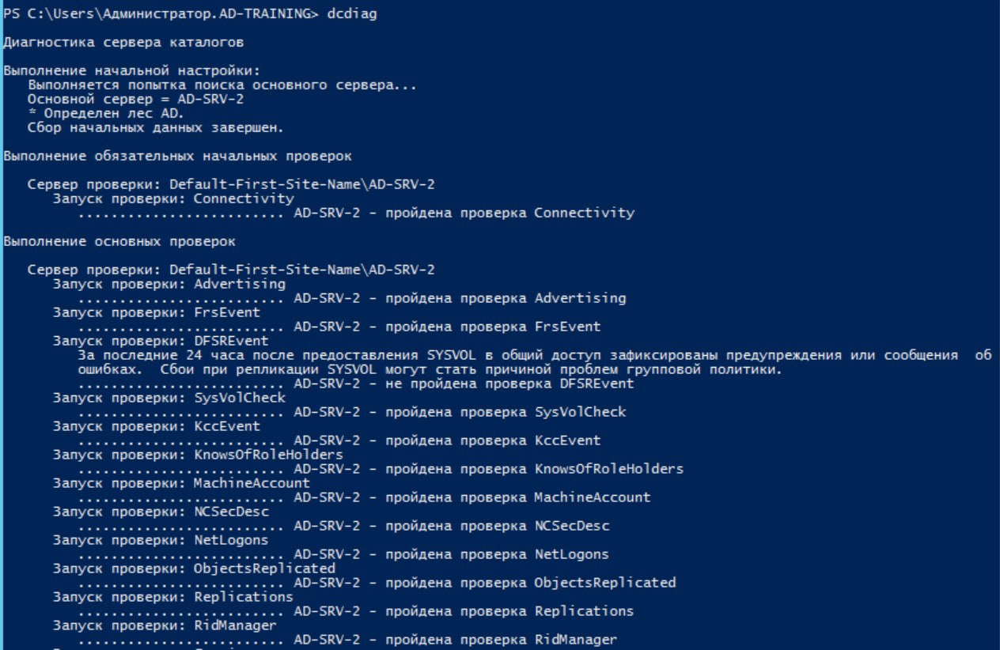 PS C:\Users\Администратор.AD-TRAINING> dcdiag
Диагностика сервера каталогов
Выполнение начальной настройки:
Выполняется попытка поиска основного сервера...
Основной сервер = AD-SRV-2
* Определен лес AD.
Сбор начальных данных завершен.
Выполнение обязательных начальных проверок
Сервер проверки: Default-First-Site-Name\AD-SRV-2
Запуск проверки: Connectivity
......................... AD-SRV-2 - пройдена проверка Connectivity
Выполнение основных проверок
Сервер проверки: Default-First-Site-Name\AD-SRV-2
Запуск проверки: Advertising
......................... AD-SRV-2 - пройдена проверка Advertising
Запуск проверки: FrsEvent
......................... AD-SRV-2 - пройдена проверка FrsEvent
Запуск проверки: DFSREvent
За последние 24 часа после предоставления SYSVOL в общий доступ зафиксированы предупреждения или сообщения  об
ошибках.  Сбои при репликации SYSVOL могут стать причиной проблем групповой политики.
......................... AD-SRV-2 - не пройдена проверка DFSREvent
Запуск проверки: SysVolCheck
......................... AD-SRV-2 - пройдена проверка SysVolCheck
Запуск проверки: KccEvent
......................... AD-SRV-2 - пройдена проверка KccEvent
Запуск проверки: KnowsOfRoleHolders
......................... AD-SRV-2 - пройдена проверка KnowsOfRoleHolders
Запуск проверки: MachineAccount
......................... AD-SRV-2 - пройдена проверка MachineAccount
Запуск проверки: NCSecDesc
......................... AD-SRV-2 - пройдена проверка NCSecDesc
Запуск проверки: NetLogons
......................... AD-SRV-2 - пройдена проверка NetLogons
Запуск проверки: ObjectsReplicated
......................... AD-SRV-2 - пройдена проверка ObjectsReplicated
Запуск проверки: Replications
......................... AD-SRV-2 - пройдена проверка Replications
Запуск проверки: RidManager
......................... AD-SRV-2 - пройдена проверка RidManager